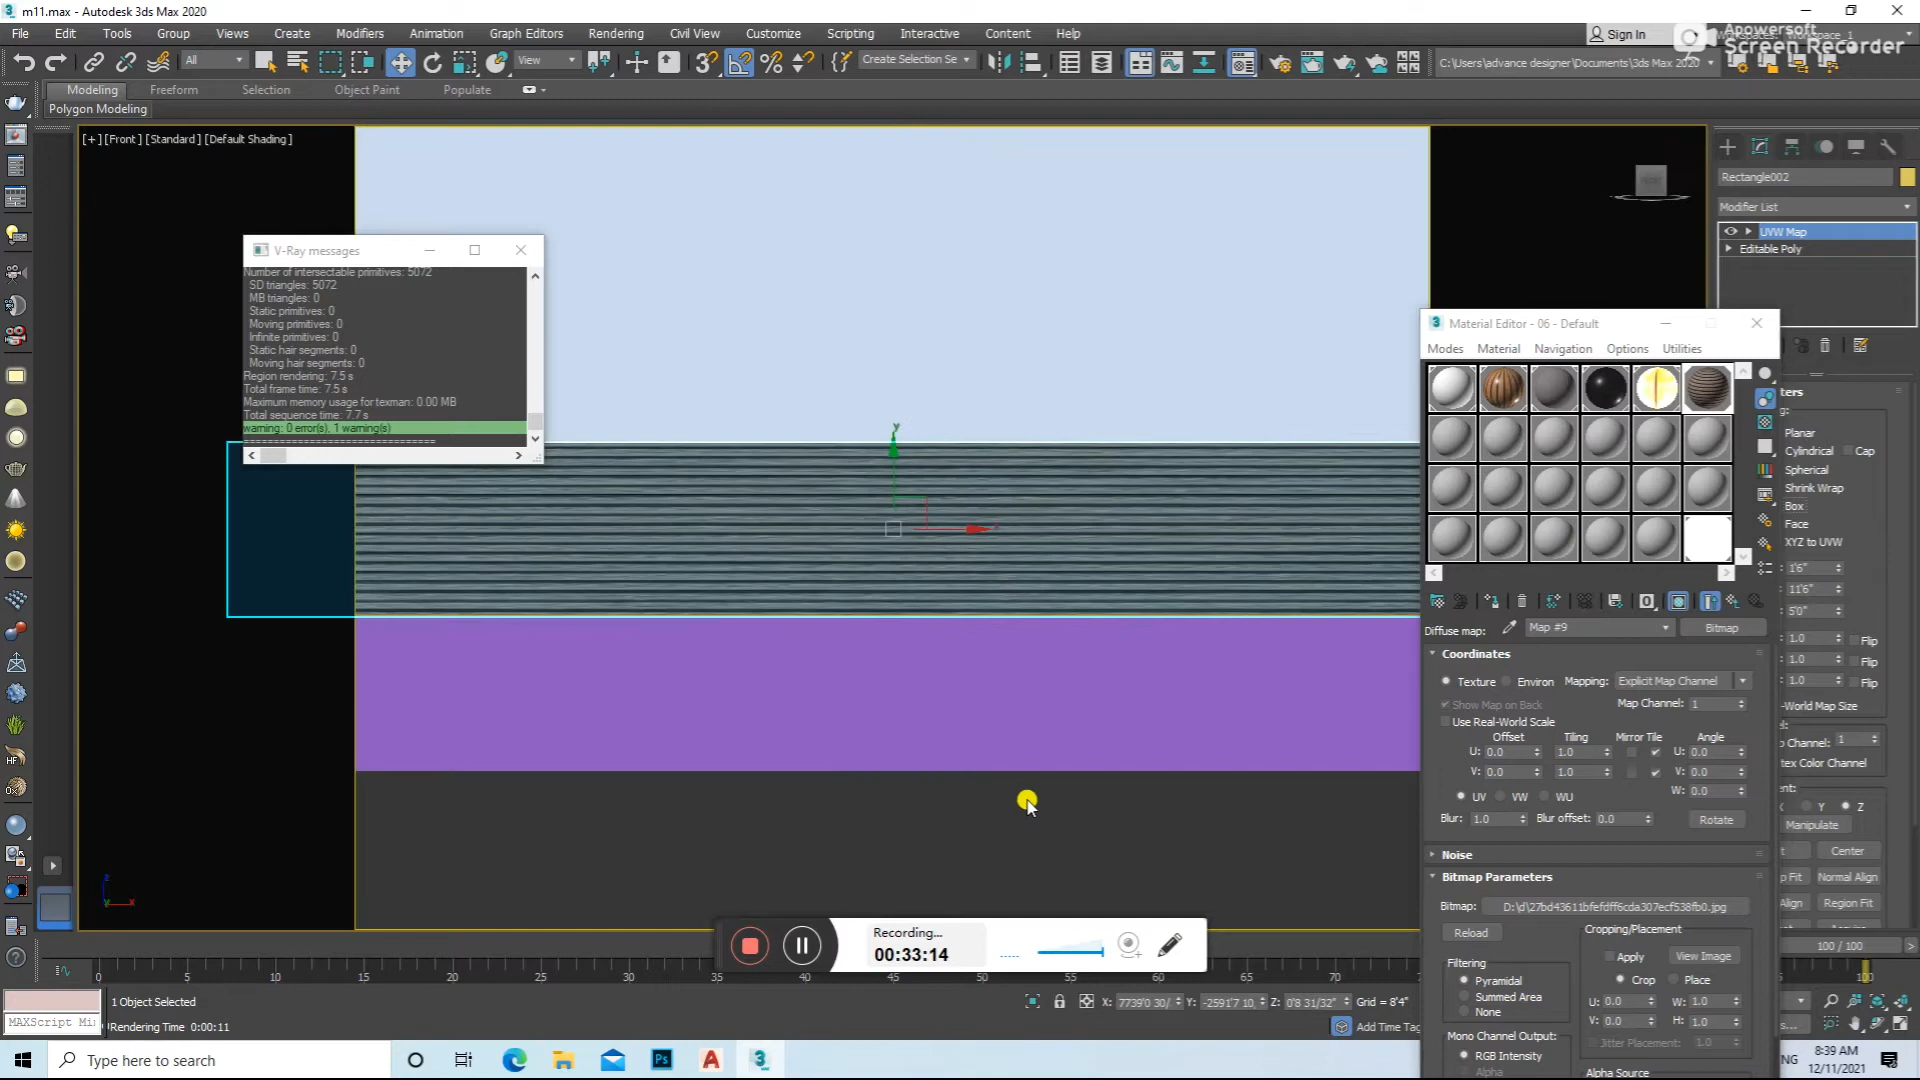 m11.max - Autodesk 3ds Max 2020
File Edit Tools Group Views Create Modifiers Animation Graph Editors Rendering Civil View Customize Scripting Interactive Content Help
Sign In
Apowersoft
Screen Recorder
All
View
Create Selection Se
C:\Users\advance designer\Documents\3ds Max 2020
Modeling Freeform Selection Object Paint Populate
Polygon Modeling
[+] [Front] [Standard] [Default Shading]
Rectangle002
Modifier List
UVW Map
Editable Poly
V-Ray messages
Number of intersectable primitives: 5072
SD triangles: 5072
MB triangles: 0
Static primitives: 0
Moving primitives: 0
Infinite primitives: 0
Static hair segments: 0
Moving hair segments: 0
Region rendering: 7.5 s
Total frame time: 7.5 s
Maximum memory usage for texman: 0.00 MB
Total sequence time: 7.7 s
warning: 0 error(s), 1 warning(s)
==============================
Material Editor - 06 - Default
Modes Material Navigation Options Utilities
Diffuse map: Map #9 Bitmap
Coordinates
Texture Environ Mapping: Explicit Map Channel
Show Map on Back Map Channel: 1
Use Real-World Scale
Offset Tiling Mirror Tile Angle
U: 0.0 1.0 U: 0.0
V: 0.0 1.0 V: 0.0
W: 0.0
UV VW WU
Blur: 1.0 Blur offset: 0.0 Rotate
Noise
Bitmap Parameters
Bitmap: D:\d\27bd43611bfefdff6cda307ecf538fb0.jpg
Reload
Cropping/Placement
Apply View Image
Filtering
Pyramidal
Summed Area
None
Crop Place
U: 0.0 W: 1.0
V: 0.0 H: 1.0
Jitter Placement: 1.0
Mono Channel Output:
RGB Intensity
Alpha
Alpha Source
ters
g:
Planar
Cylindrical Cap
Spherical
Shrink Wrap
Box
Face
XYZ to UVW
: 1'6"
: 11'6"
: 5'0"
: 1.0 Flip
: 1.0 Flip
: 1.0 Flip
-World Map Size
p Channel: 1
tex Color Channel
ent:
X Y Z
Manipulate
t Center
p Fit Normal Align
Align Region Fit
100 / 100
y
z
x
Recording...
00:33:14
0 5 10 15 20 25 30 35 40 45 50 55 60 65 70 100
1 Object Selected
MAXScript Mi
Rendering Time 0:00:11
X: 7739'0 30/ Y: -2591'7 10, Z: 0'8 31/32" Grid = 8'4"
Add Time Tag
Type here to search
Ps
NG
8:39 AM
12/11/2021